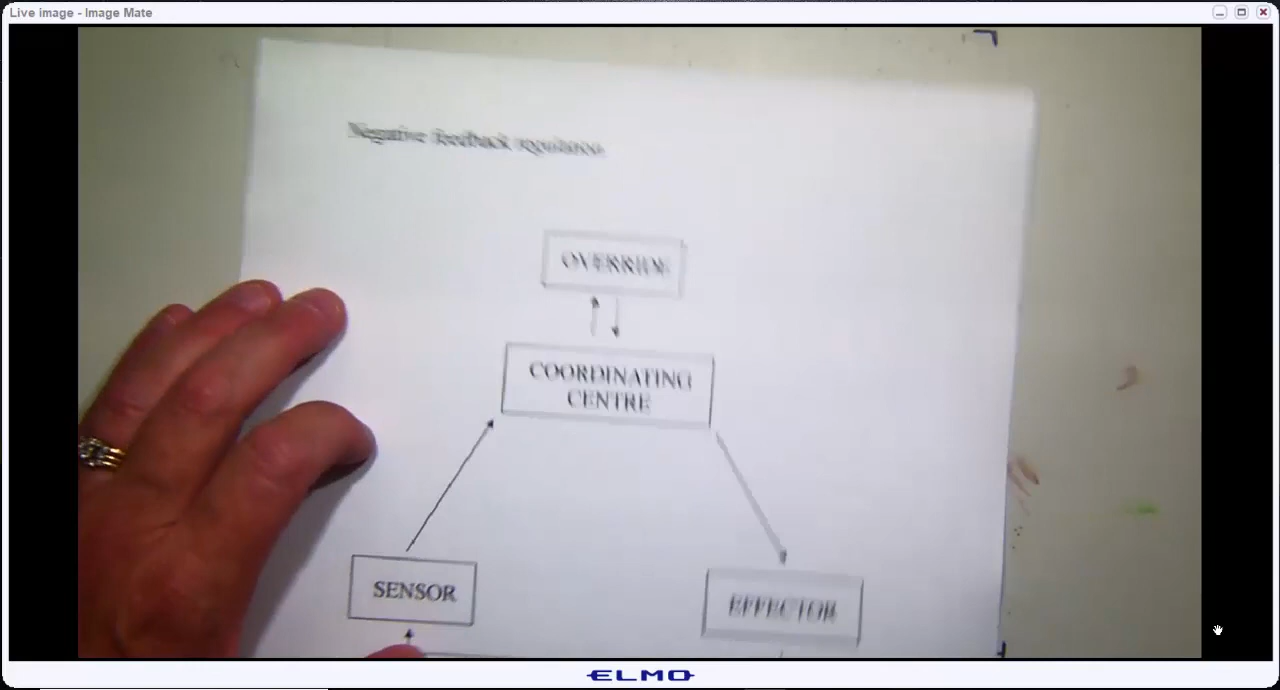 Live image - Image Mate
Negative feedback regulation.
OVERRIDE
COORDINATING
CENTRE
SENSOR
EFFECTOR
ELMO